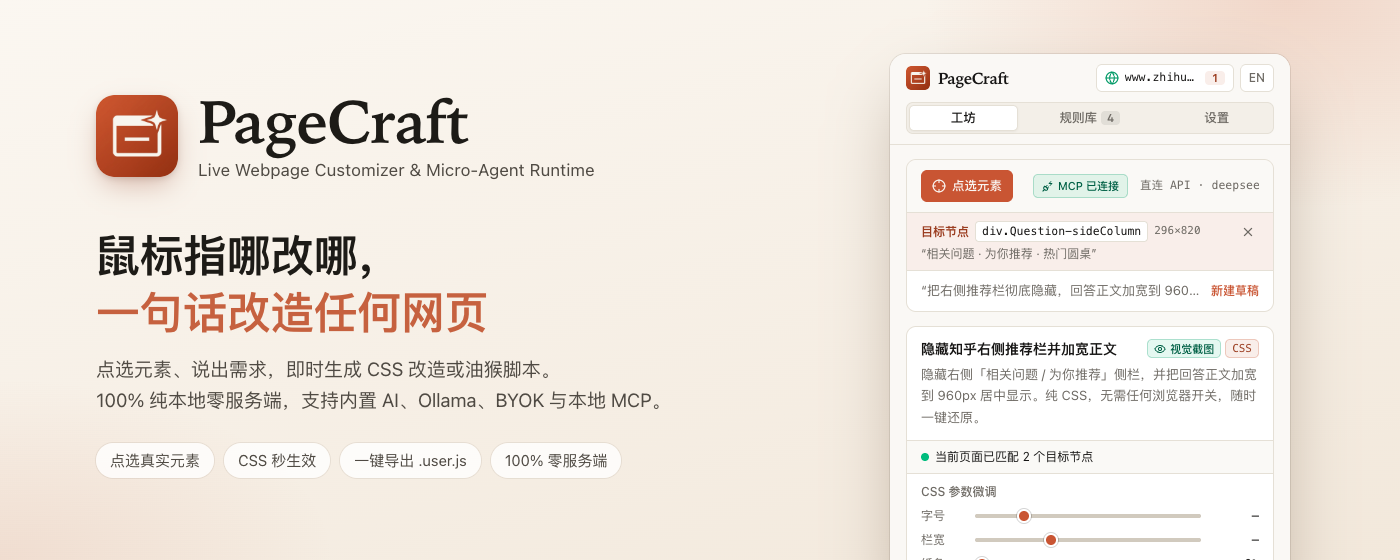 PageCraft
Live Webpage Customizer & Micro-Agent Runtime
鼠标指哪改哪，
一句话改造任何网页
点选元素、说出需求，即时生成 CSS 改造或油猴脚本。
100% 纯本地零服务端，支持内置 AI、Ollama、BYOK 与本地 MCP。
点选真实元素
CSS 秒生效
一键导出 .user.js
100% 零服务端
PageCraft
www.zhihu… 1
EN
工坊
规则库 4
设置
点选元素
MCP 已连接
直连 API · deepsee
目标节点 div.Question-sideColumn 296×820
“相关问题 · 为你推荐 · 热门圆桌”
“把右侧推荐栏彻底隐藏，回答正文加宽到 960… 新建草稿
隐藏知乎右侧推荐栏并加宽正文
视觉截图
CSS
隐藏右侧「相关问题 / 为你推荐」侧栏，并把回答正文加宽
到 960px 居中显示。纯 CSS，无需任何浏览器开关，随时
一键还原。
当前页面已匹配 2 个目标节点
CSS 参数微调
字号 –
栏宽 –